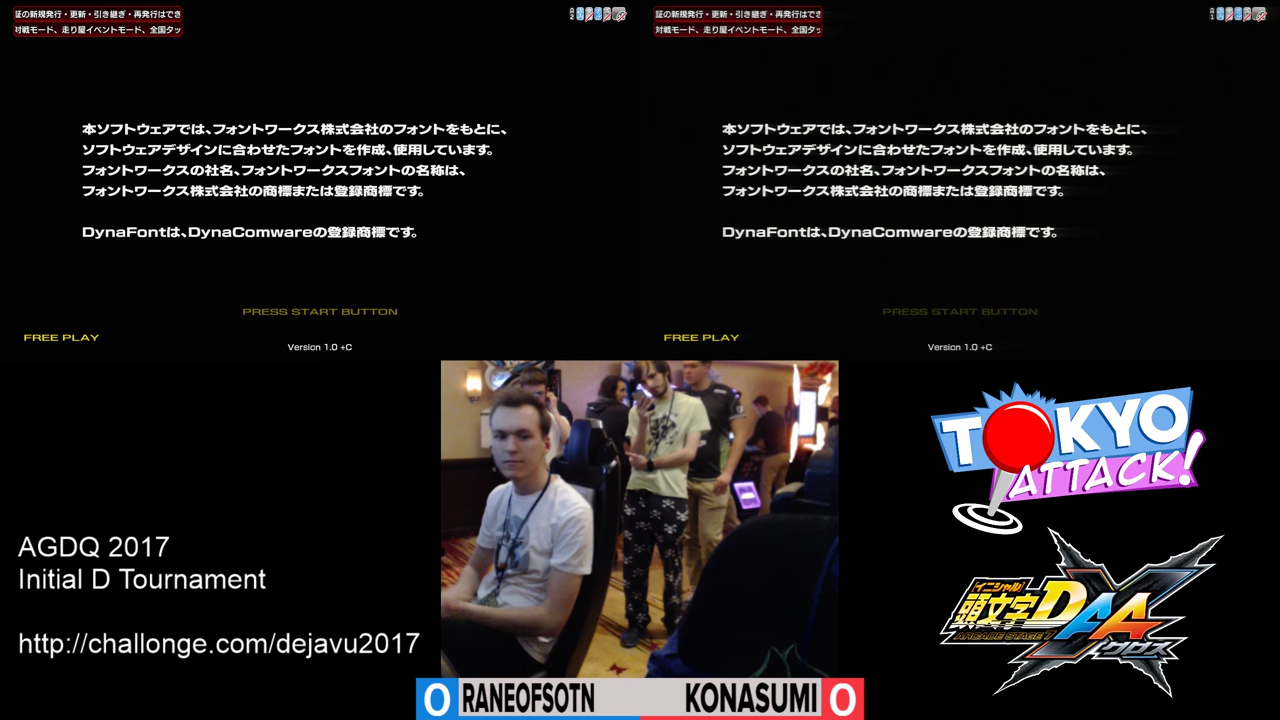 証の新規発行・更新・引き継ぎ・再発行はでき
対戦モード、走り屋イベントモード、全国タッ
本ソフトウェアでは、フォントワークス株式会社のフォントをもとに、
ソフトウェアデザインに合わせたフォントを作成、使用しています。
フォントワークスの社名、フォントワークスフォントの名称は、
フォントワークス株式会社の商標または登録商標です。
DynaFontは、DynaComwareの登録商標です。
PRESS START BUTTON
FREE PLAY
Version 1.0 +C
証の新規発行・更新・引き継ぎ・再発行はでき
対戦モード、走り屋イベントモード、全国タッ
本ソフトウェアでは、フォントワークス株式会社のフォントをもとに、
ソフトウェアデザインに合わせたフォントを作成、使用しています。
フォントワークスの社名、フォントワークスフォントの名称は、
フォントワークス株式会社の商標または登録商標です。
DynaFontは、DynaComwareの登録商標です。
PRESS START BUTTON
FREE PLAY
Version 1.0 +C
AGDQ 2017
Initial D Tournament
http://challonge.com/dejavu2017
0 RANEOFSOTN
KONASUMI 0
TOKYO
ATTACK!
[イニシャル]
頭文字D AA X
ARCADE STAGE 7
クロス